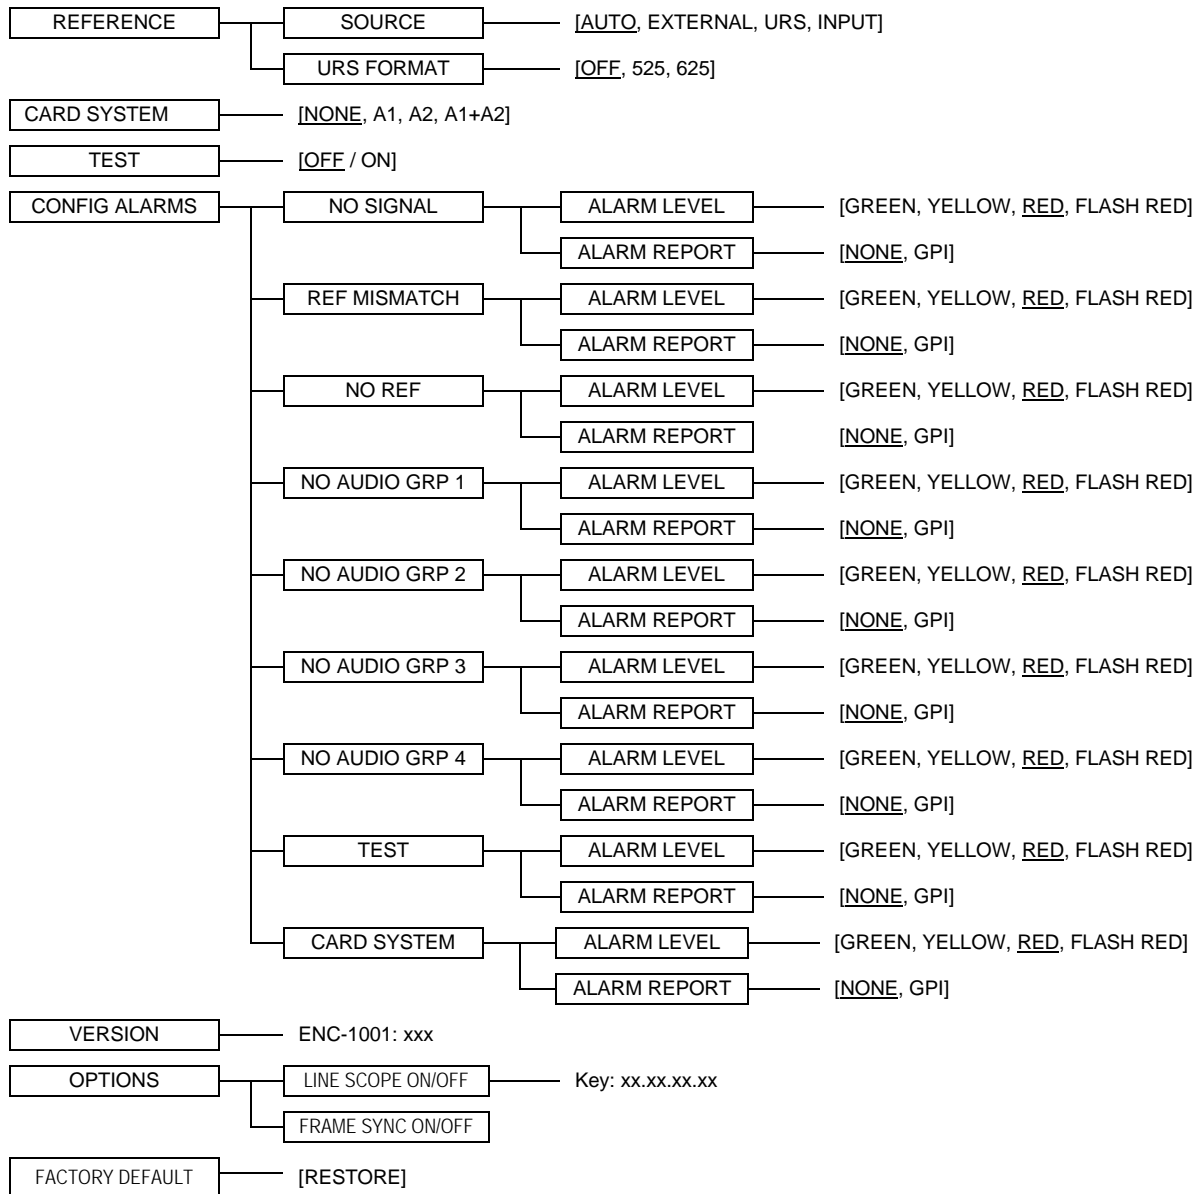 REFERENCE SOURCE [AUTO, EXTERNAL, URS, INPUT]
URS FORMAT [OFF, 525, 625]
CARD SYSTEM [NONE, A1, A2, A1+A2]
TEST [OFF / ON]
CONFIG ALARMS NO SIGNAL ALARM LEVEL [GREEN, YELLOW, RED, FLASH RED]
ALARM REPORT [NONE, GPI]
REF MISMATCH ALARM LEVEL [GREEN, YELLOW, RED, FLASH RED]
ALARM REPORT [NONE, GPI]
NO REF ALARM LEVEL [GREEN, YELLOW, RED, FLASH RED]
ALARM REPORT [NONE, GPI]
NO AUDIO GRP 1 ALARM LEVEL [GREEN, YELLOW, RED, FLASH RED]
ALARM REPORT [NONE, GPI]
NO AUDIO GRP 2 ALARM LEVEL [GREEN, YELLOW, RED, FLASH RED]
ALARM REPORT [NONE, GPI]
NO AUDIO GRP 3 ALARM LEVEL [GREEN, YELLOW, RED, FLASH RED]
ALARM REPORT [NONE, GPI]
NO AUDIO GRP 4 ALARM LEVEL [GREEN, YELLOW, RED, FLASH RED]
ALARM REPORT [NONE, GPI]
TEST ALARM LEVEL [GREEN, YELLOW, RED, FLASH RED]
ALARM REPORT [NONE, GPI]
CARD SYSTEM ALARM LEVEL [GREEN, YELLOW, RED, FLASH RED]
ALARM REPORT [NONE, GPI]
VERSION ENC-1001: xxx
OPTIONS LINE SCOPE ON/OFF Key: xx.xx.xx.xx
FRAME SYNC ON/OFF
FACTORY DEFAULT [RESTORE]